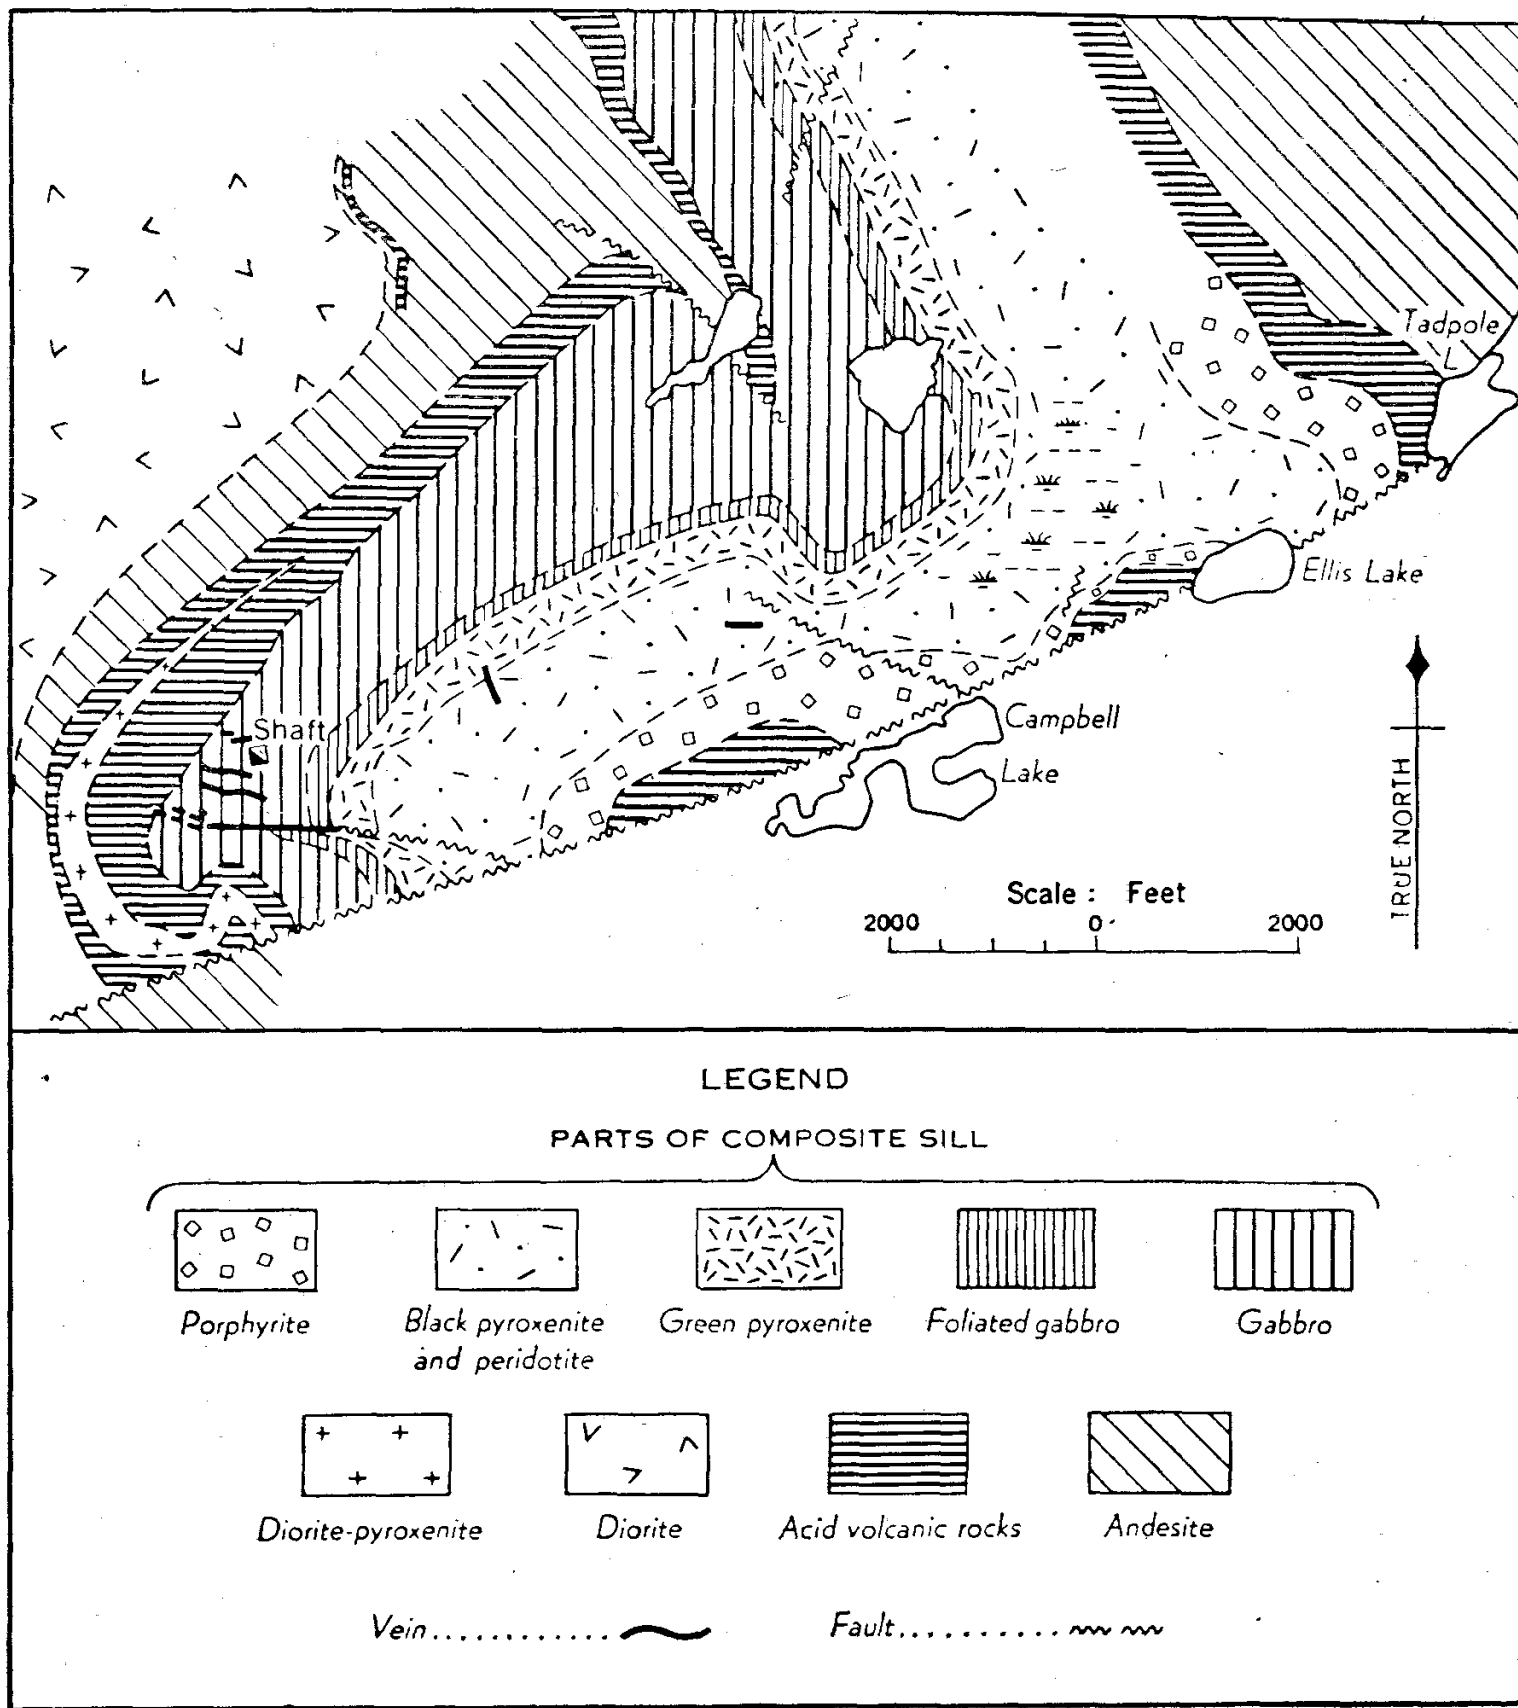 Tadpole
L
Ellis Lake
Shaft
Campbell
Lake
TRUE NORTH
Scale : Feet
2000 0 2000
LEGEND
PARTS OF COMPOSITE SILL
Porphyrite
Black pyroxenite
and peridotite
Green pyroxenite
Foliated gabbro
Gabbro
Diorite-pyroxenite
Diorite
Acid volcanic rocks
Andesite
Vein
Fault